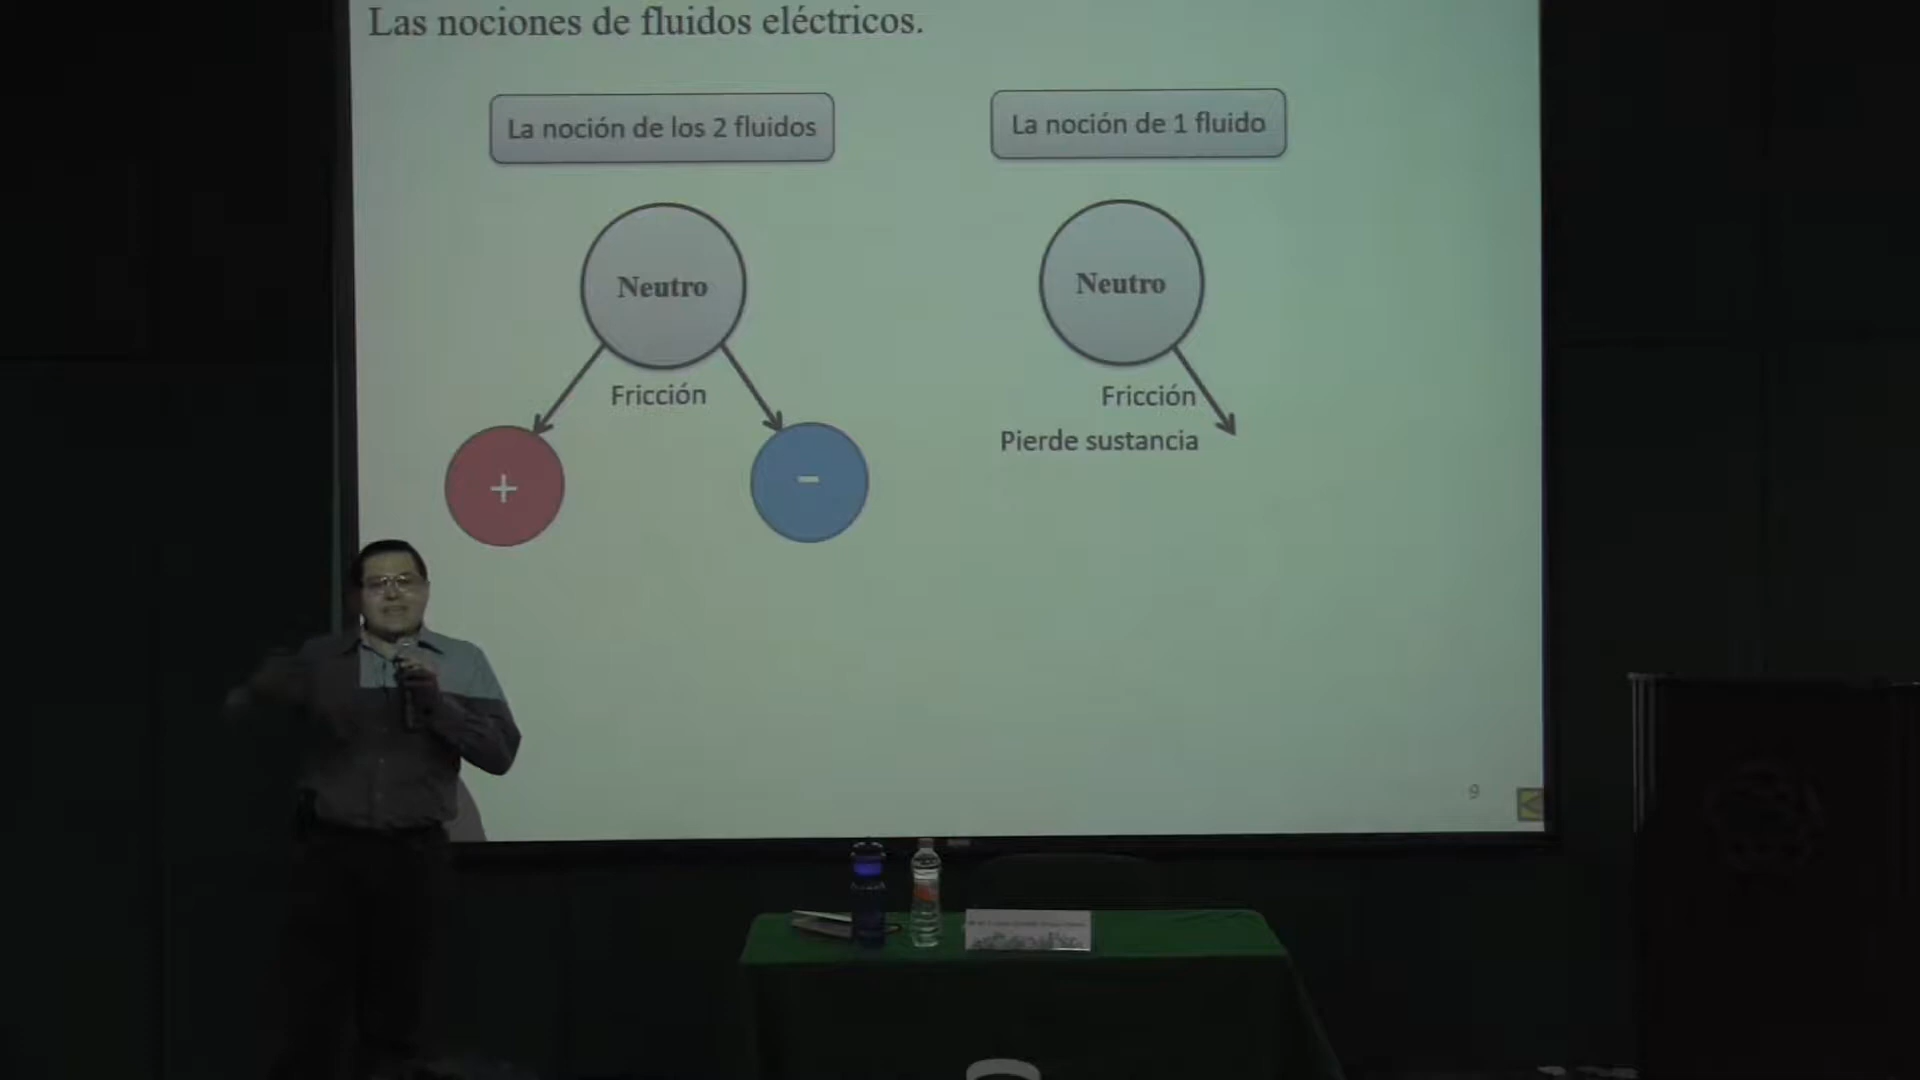 Las nociones de fluidos eléctricos.
La noción de los 2 fluidos
La noción de 1 fluido
Neutro
Neutro
Fricción
Fricción
Pierde sustancia
+
-
9